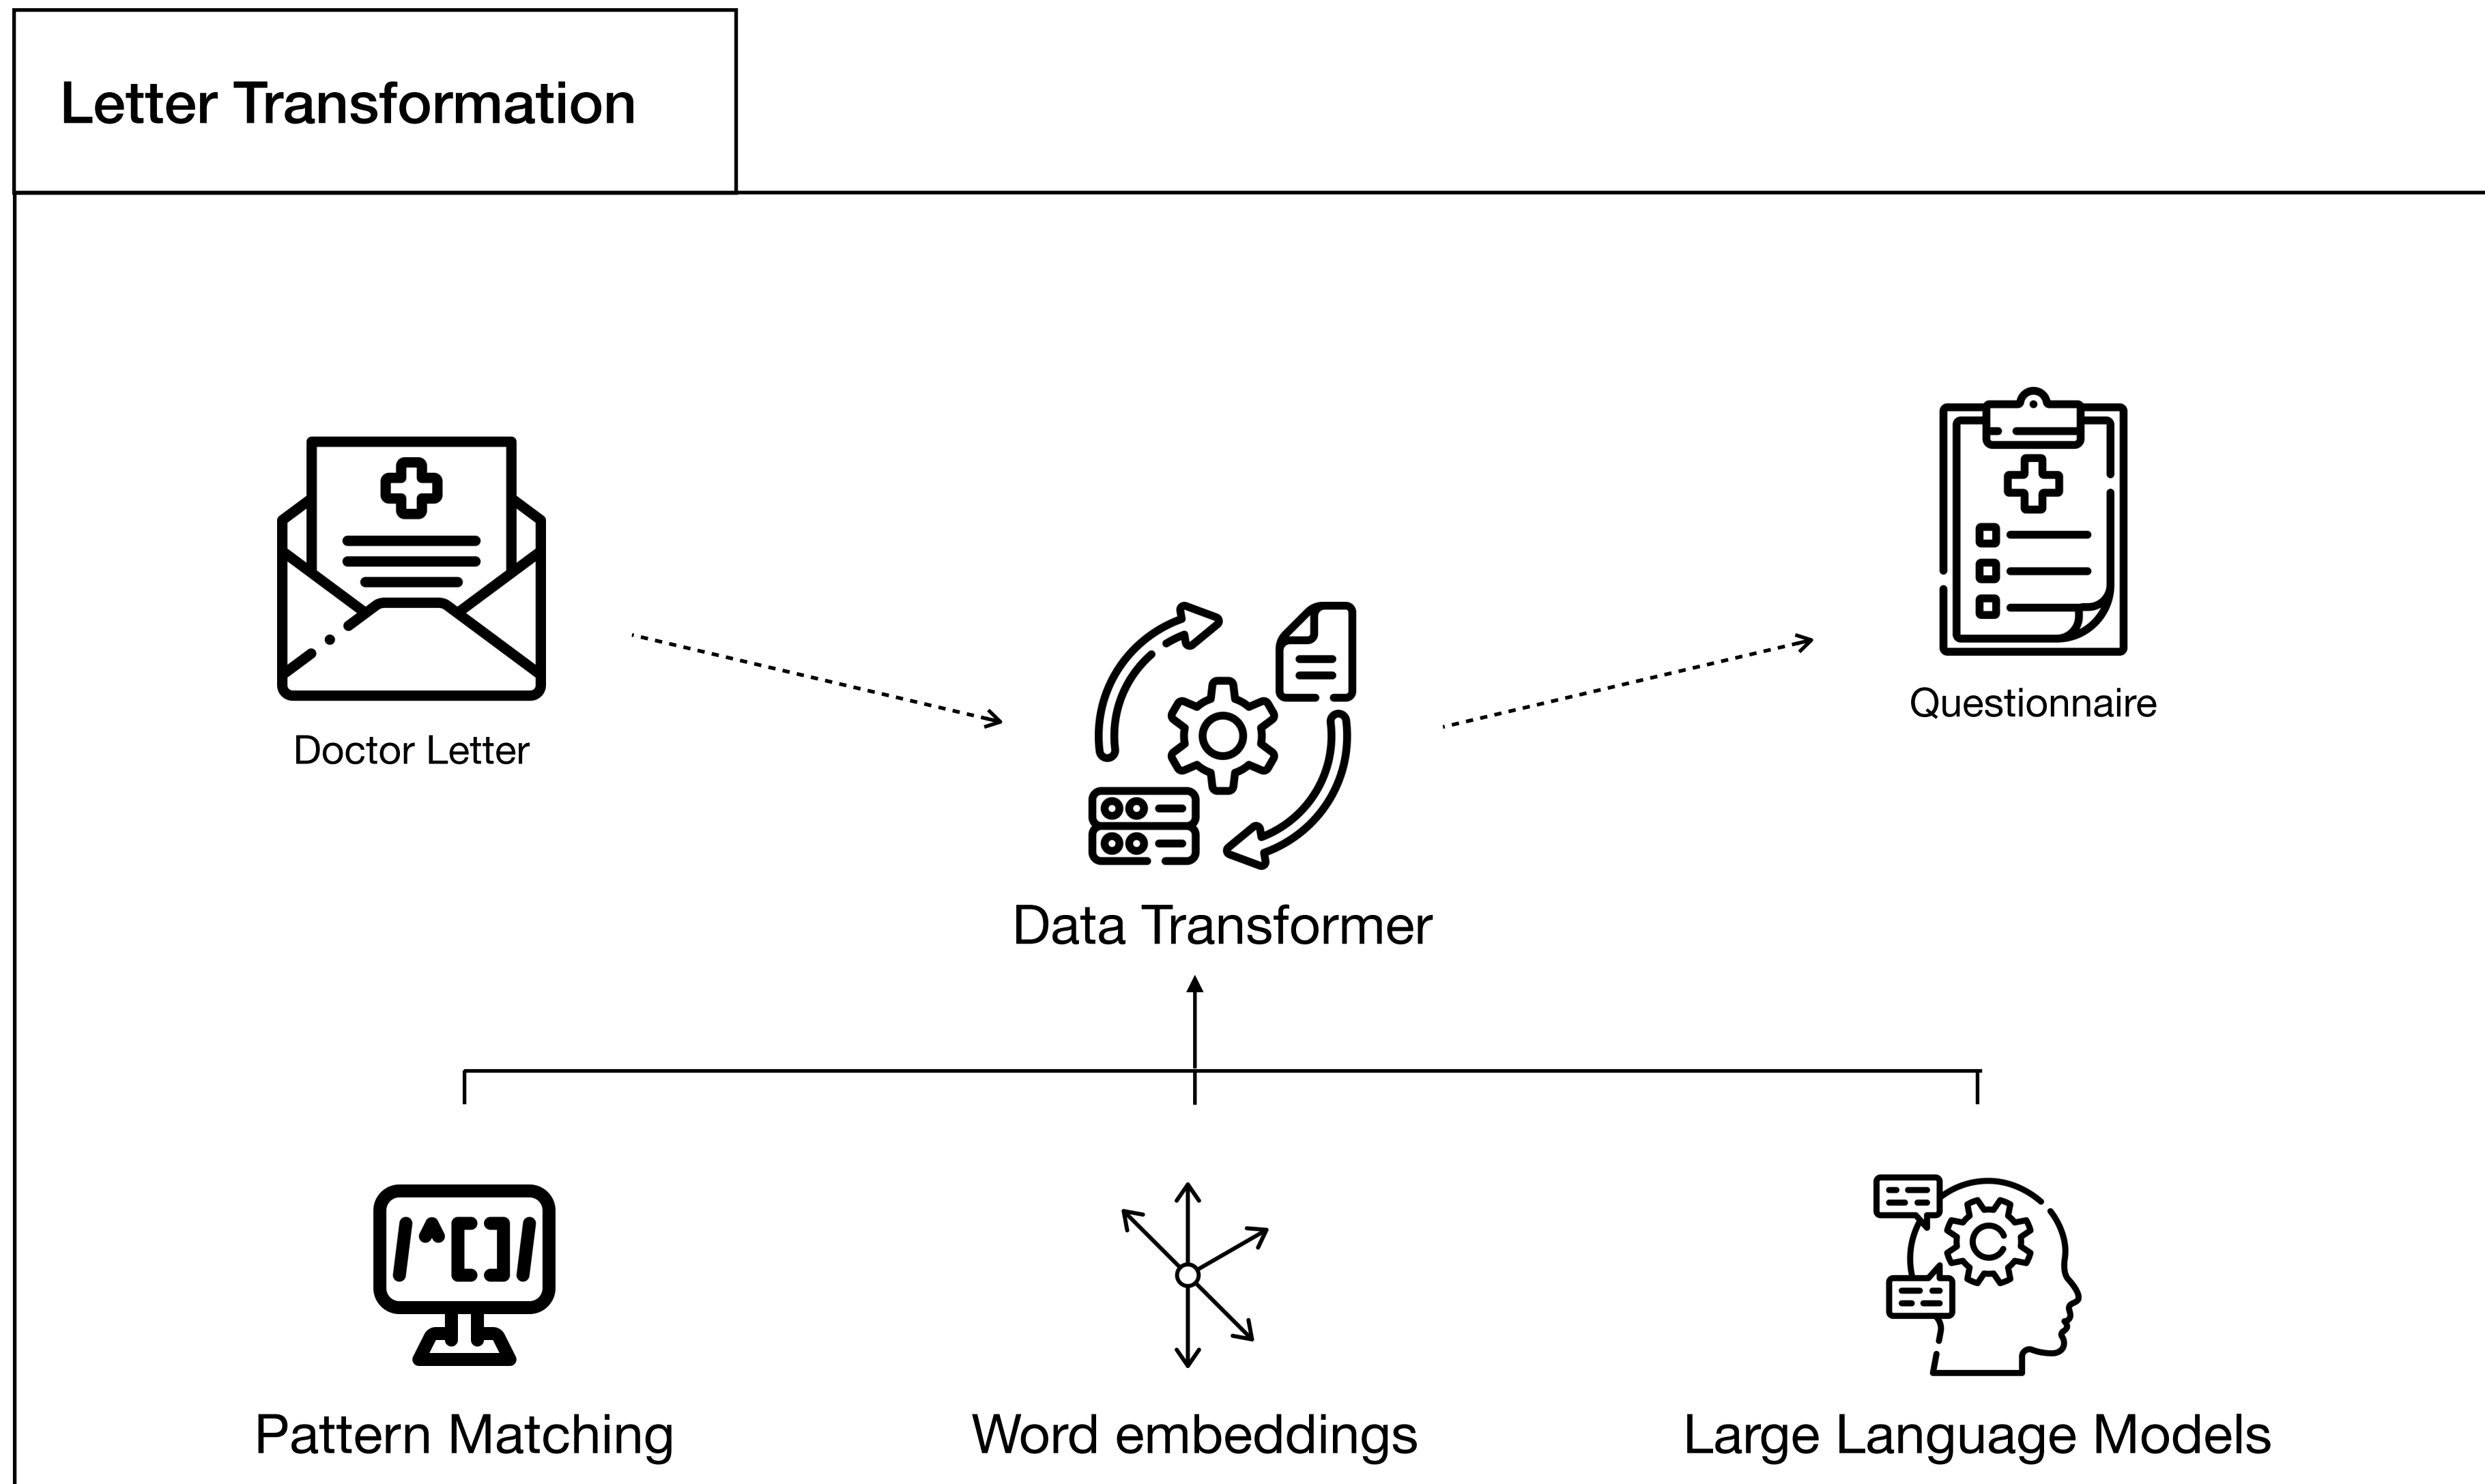 Letter Transformation
Doctor Letter
Questionnaire
Data Transformer
/^[]/
Pattern Matching
Word embeddings
Large Language Models